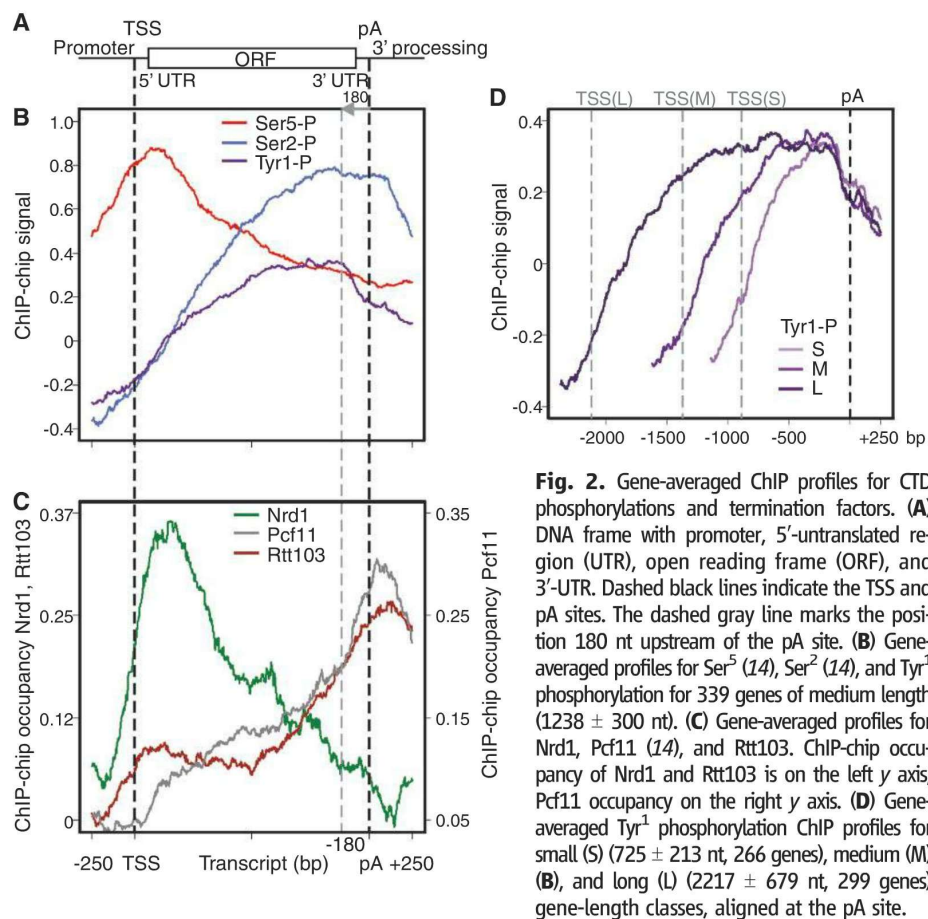 A
TSS
pA
Promoter
3’ processing
ORF
5’ UTR
3’ UTR
180
B
1.0
0.8
0.6
0.4
0.2
0
-0.2
-0.4
ChIP-chip signal
Ser5-P
Ser2-P
Tyr1-P
C
0.37
0.25
0.12
0
ChIP-chip occupancy Nrd1, Rtt103
Nrd1
Pcf11
Rtt103
0.35
0.25
0.15
0.05
ChIP-chip occupancy Pcf11
-250 TSS Transcript (bp) -180 pA +250
D
TSS(L) TSS(M) TSS(S) pA
0.4
0.2
0
-0.2
-0.4
ChIP-chip signal
Tyr1-P
S
M
L
-2000 -1500 -1000 -500 +250 bp
Fig. 2. Gene-averaged ChIP profiles for CTD
phosphorylations and termination factors. (A)
DNA frame with promoter, 5′-untranslated re-
gion (UTR), open reading frame (ORF), and
3′-UTR. Dashed black lines indicate the TSS and
pA sites. The dashed gray line marks the posi-
tion 180 nt upstream of the pA site. (B) Gene-
averaged profiles for Ser5 (14), Ser2 (14), and Tyr1
phosphorylation for 339 genes of medium length
(1238 ± 300 nt). (C) Gene-averaged profiles for
Nrd1, Pcf11 (14), and Rtt103. ChIP-chip occu-
pancy of Nrd1 and Rtt103 is on the left y axis,
Pcf11 occupancy on the right y axis. (D) Gene-
averaged Tyr1 phosphorylation ChIP profiles for
small (S) (725 ± 213 nt, 266 genes), medium (M)
(B), and long (L) (2217 ± 679 nt, 299 genes)
gene-length classes, aligned at the pA site.